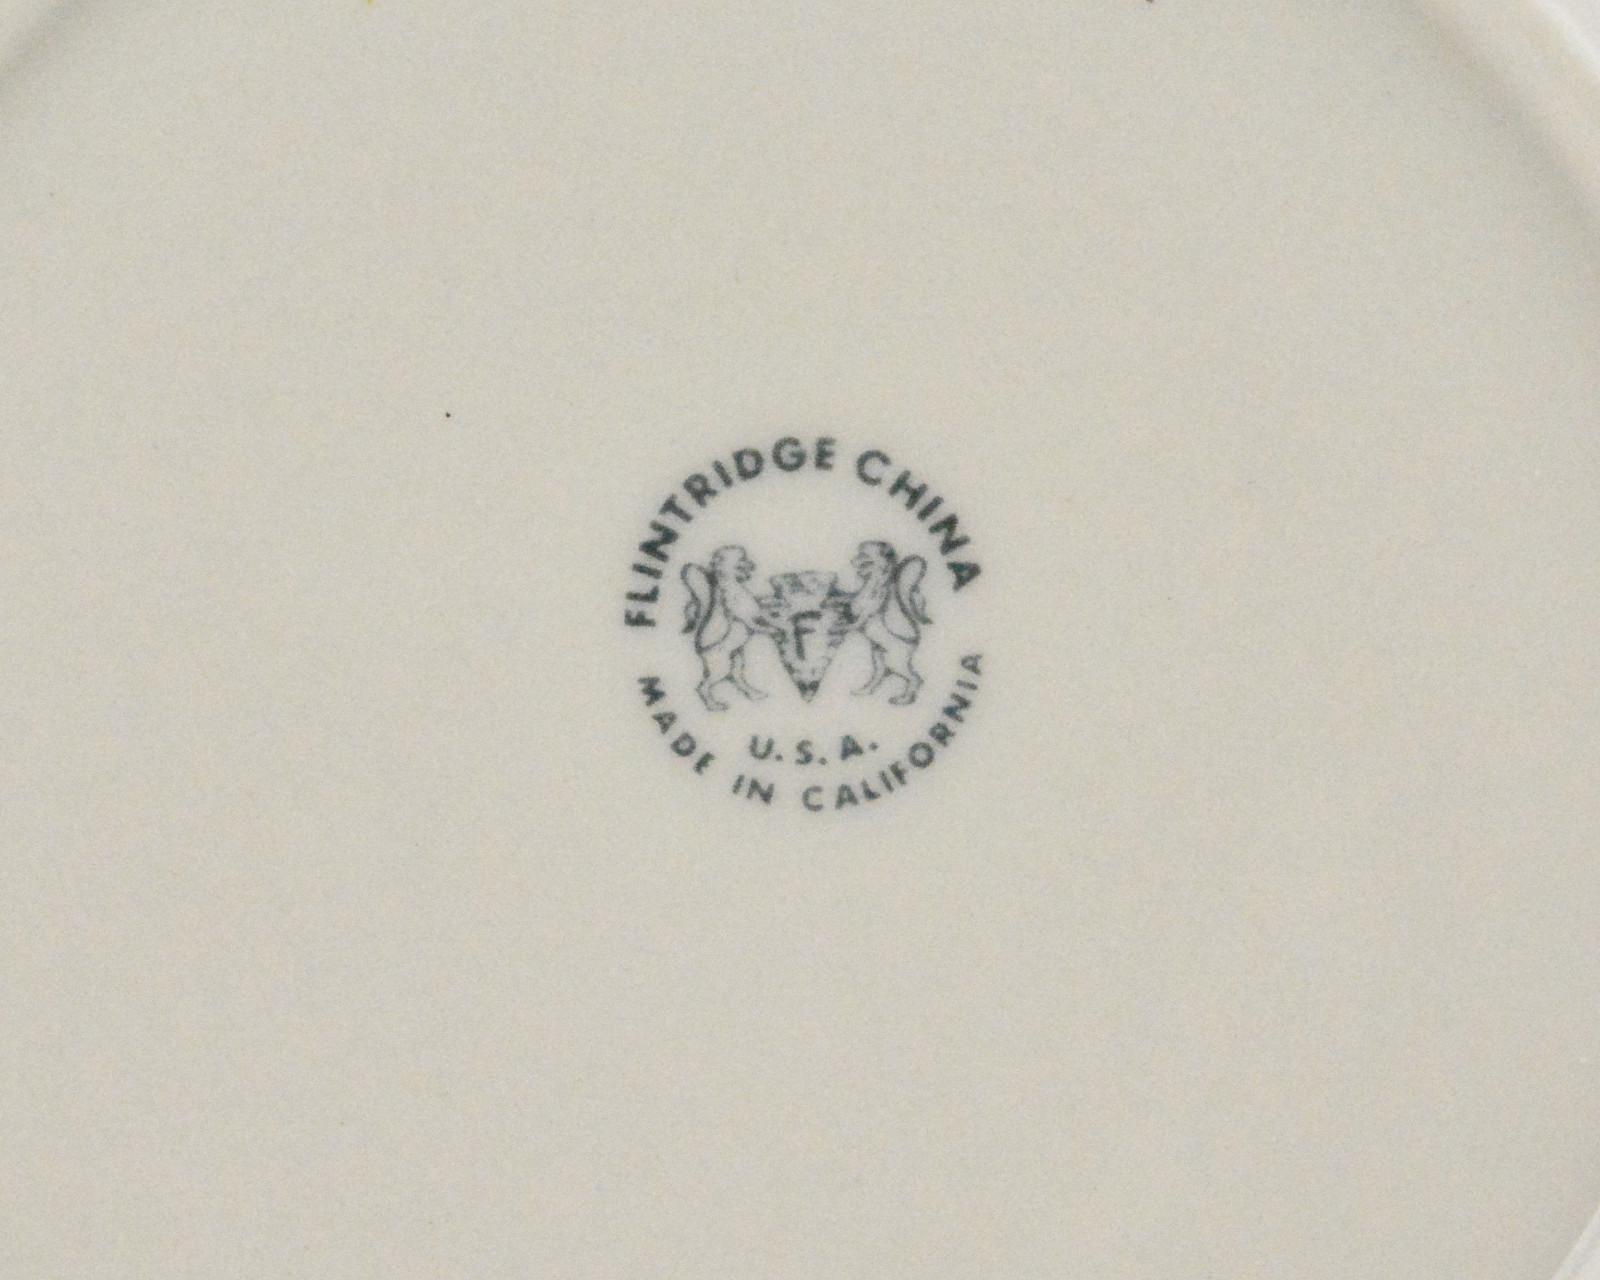 FLINTRIDGE CHINA
F
U.S.A.
MADE IN CALIFORNIA